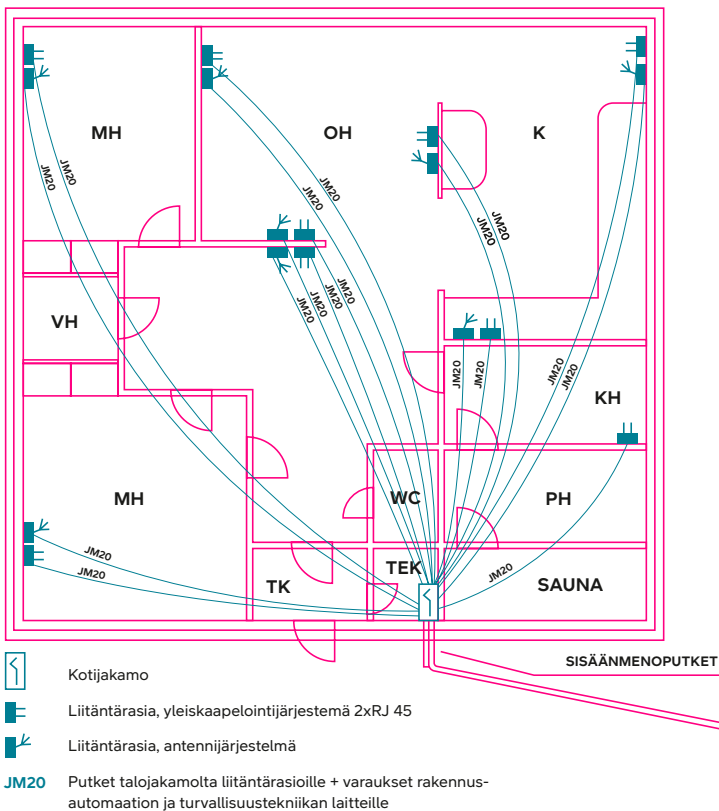 MH
OH
K
JM20
JM20
JM20
JM20
JM20
JM20
JM20
JM20
JM20
JM20
VH
JM20
JM20
JM20
JM20
KH
MH
WC
PH
JM20
JM20
JM20
TK
TEK
SAUNA
SISÄÄNMENOPUTKET
Kotijakamo
Liitäntärasia, yleiskaapelointijärjestemä 2xRJ 45
Liitäntärasia, antennijärjestelmä
JM20 Putket talojakamolta liitäntärasioille + varaukset rakennus-
automaation ja turvallisuustekniikan laitteille